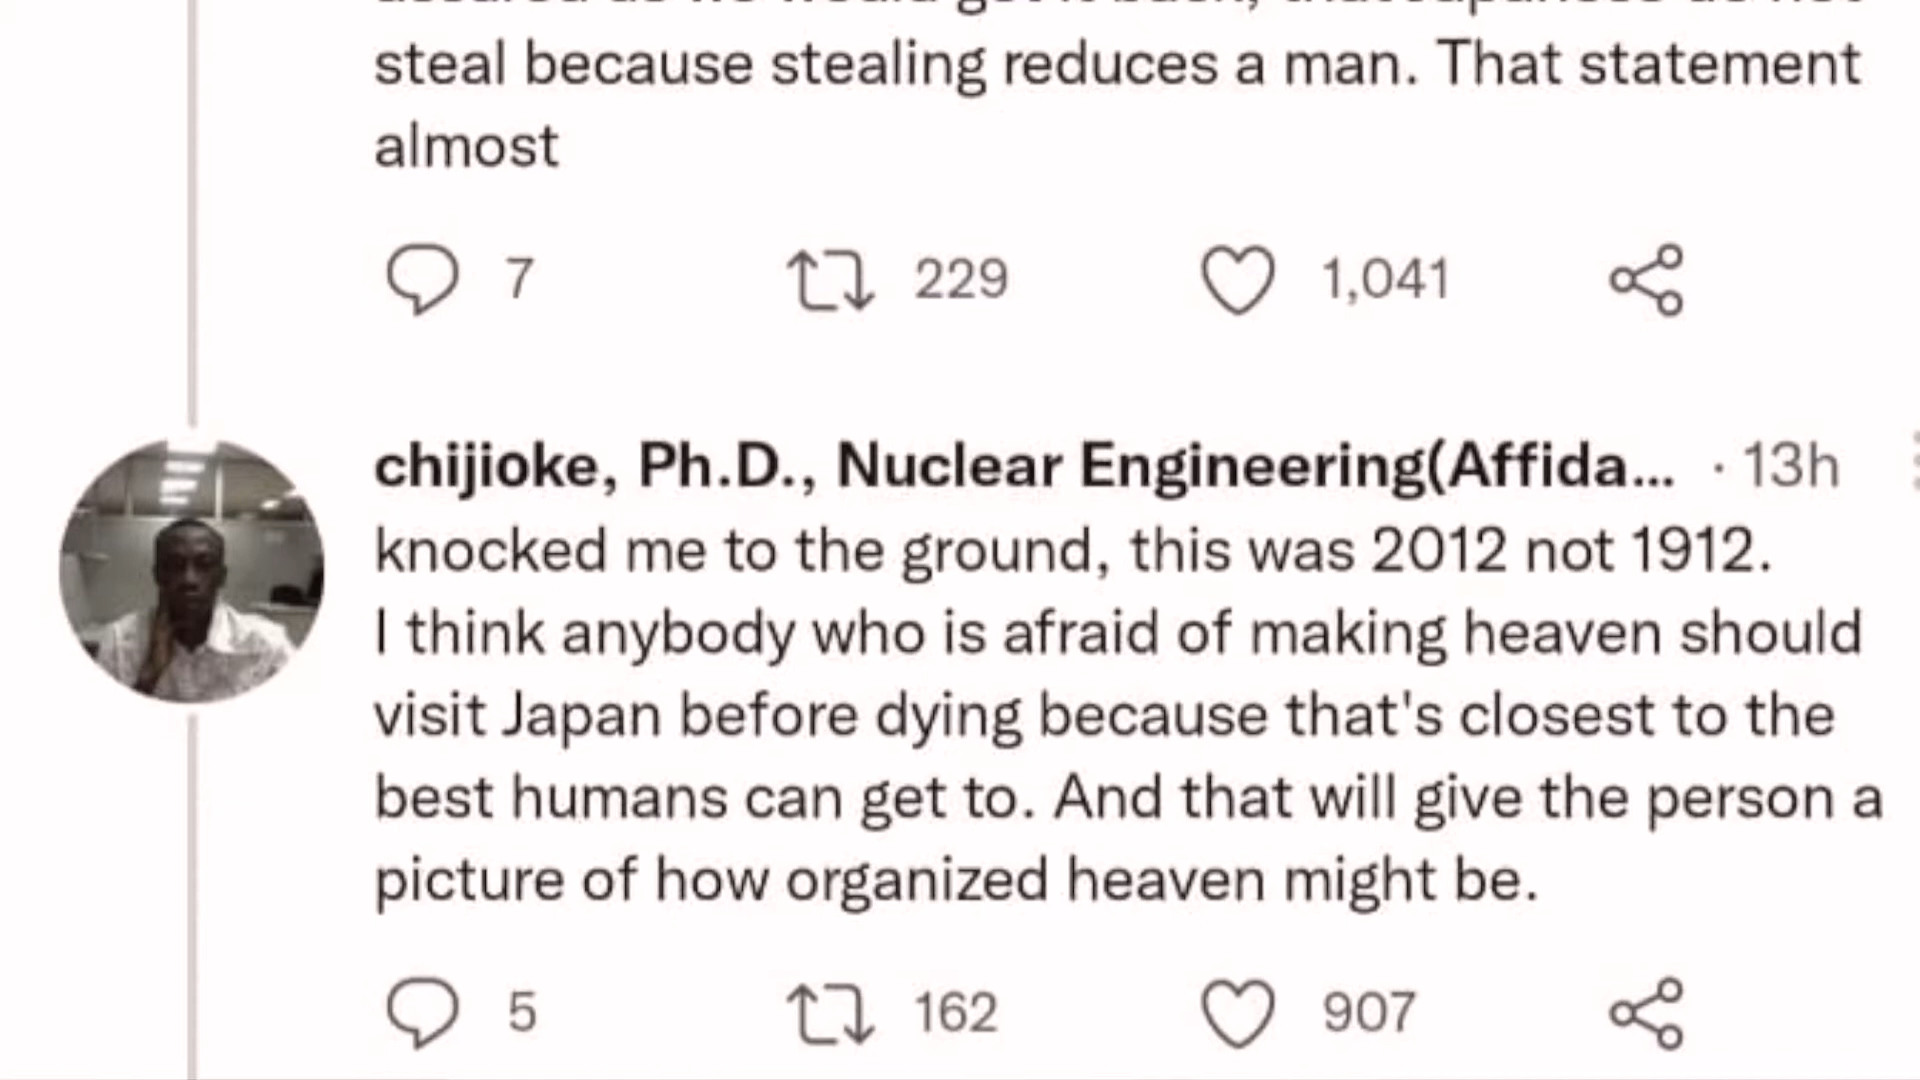 steal because stealing reduces a man. That statement
almost
7 229 1,041
chijioke, Ph.D., Nuclear Engineering(Affida... · 13h
knocked me to the ground, this was 2012 not 1912.
I think anybody who is afraid of making heaven should
visit Japan before dying because that's closest to the
best humans can get to. And that will give the person a
picture of how organized heaven might be.
5 162 907